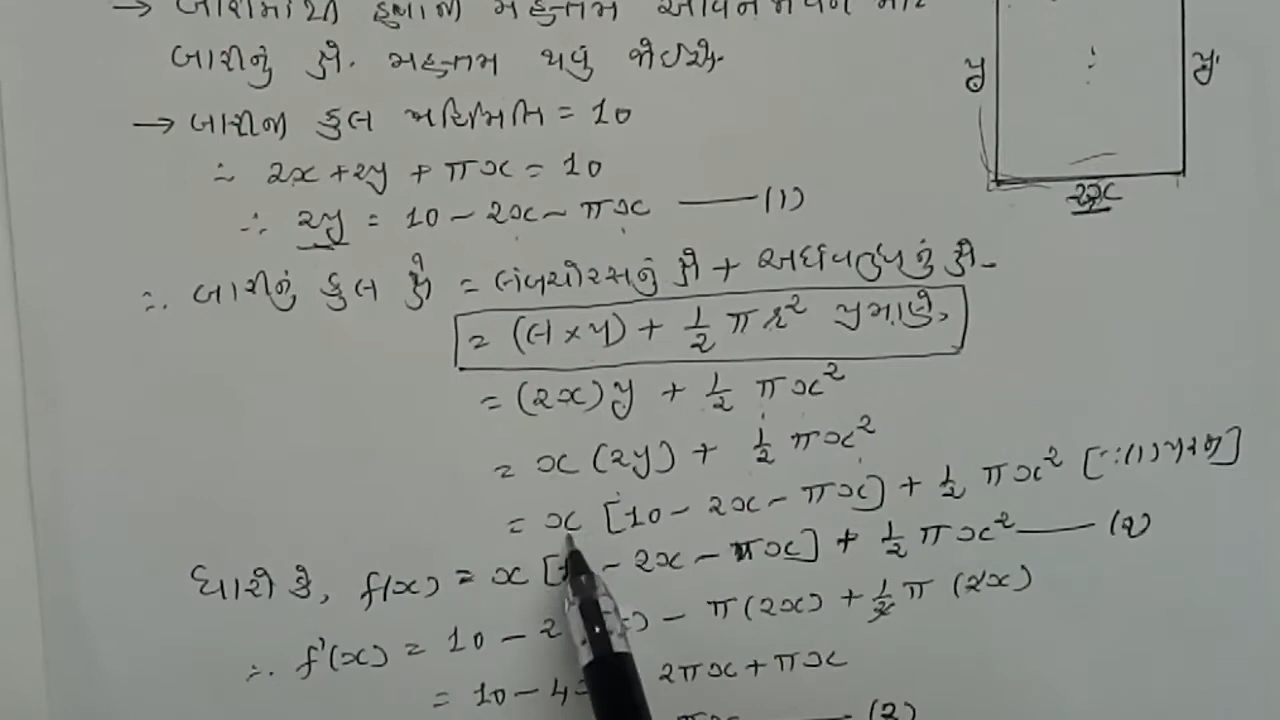 → બારીમાંથી હવાની મહત્તમ
બારીનું ક્ષે. મહત્તમ થવું જોઈએ.
y
y
2x
→ બારીની કુલ પરિમિતિ = 10
∴ 2x + 2y + πx = 10
∴ 2y = 10 - 2x - πx —— (1)
∴ બારીનું કુલ ક્ષે = લંબચોરસનું ક્ષે + અર્ધવર્તુળનું ક્ષે.
= (લ × પ) + 1/2 πr² પ્રમાણે,
= (2x) y + 1/2 πx²
= x (2y) + 1/2 πx²
= x [10 - 2x - πx] + 1/2 πx² [∵ (1) પરથી]
ધારો કે, f(x) = x [ - 2x - πx] + 1/2 πx² —— (૨)
∴ f'(x) = 10 - 2 - π(2x) + 1/2 π (2x)
= 10 - 4 2πx + πx
—— (2)